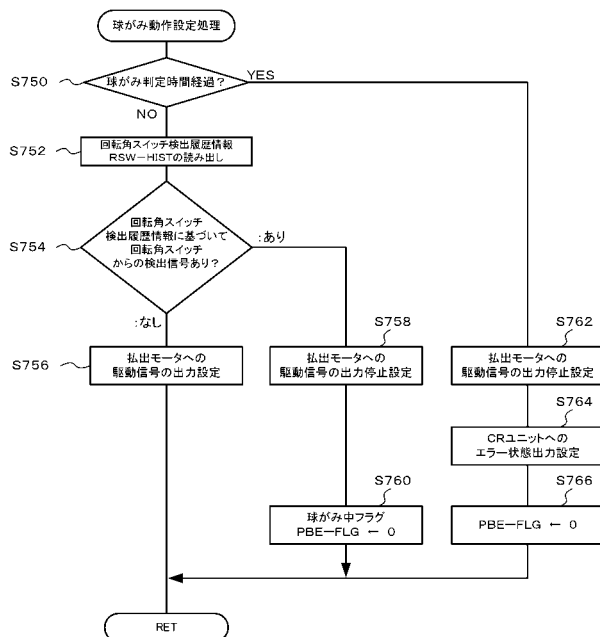 球がみ動作設定処理
S750
球がみ判定時間経過？
YES
NO
S752
回転角スイッチ検出履歴情報
RSW－HISTの読み出し
S754
回転角スイッチ
検出履歴情報に基づいて
回転角スイッチ
からの検出信号あり？
:あり
:なし
S756
払出モータへの
駆動信号の出力設定
S758
払出モータへの
駆動信号の出力停止設定
S762
払出モータへの
駆動信号の出力停止設定
S764
CRユニットへの
エラー状態出力設定
S760
球がみ中フラグ
PBE－FLG ← 0
S766
PBE－FLG ← 0
RET